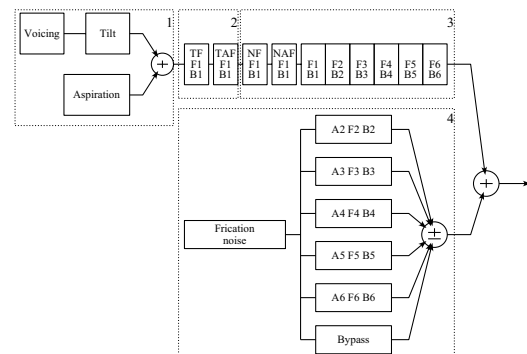 1
2
3
Voicing
Tilt
Aspiration
+
TF
F1
B1
TAF
F1
B1
NF
F1
B1
NAF
F1
B1
F1
B1
F2
B2
F3
B3
F4
B4
F5
B5
F6
B6
4
A2 F2 B2
A3 F3 B3
A4 F4 B4
A5 F5 B5
A6 F6 B6
Bypass
Frication
noise
±
+